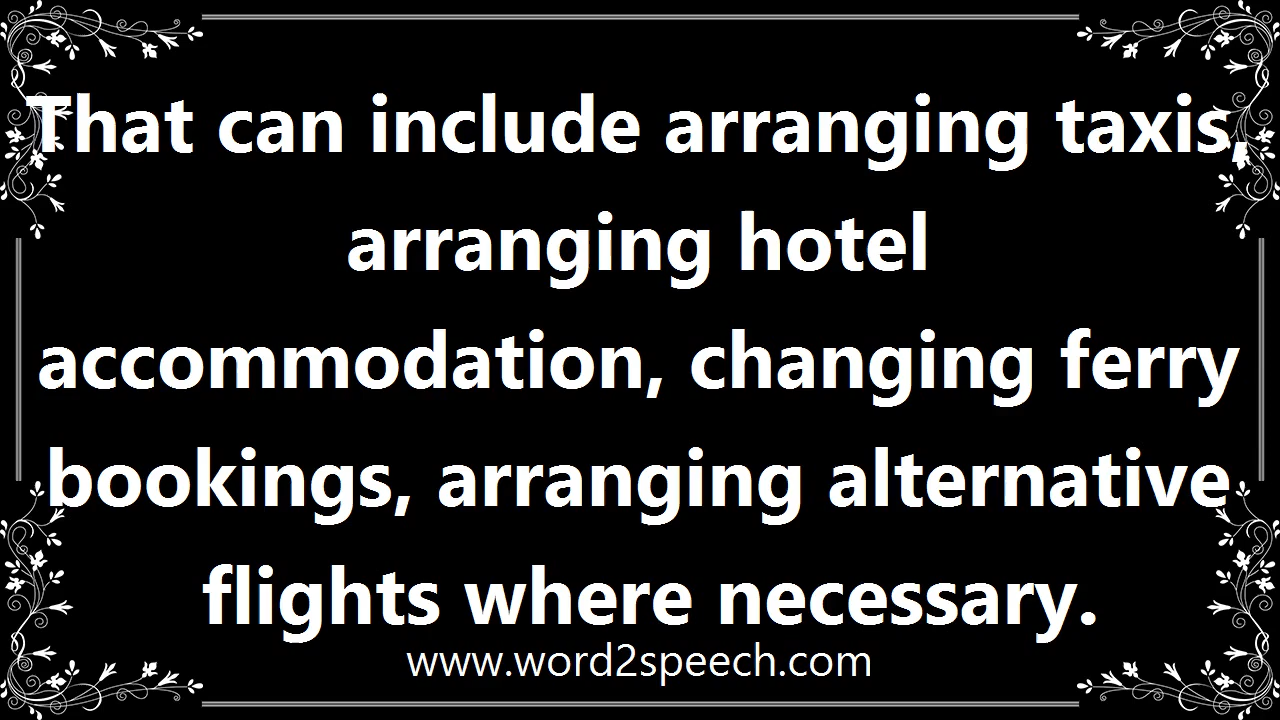 That can include arranging taxis,
arranging hotel
accommodation, changing ferry
bookings, arranging alternative
flights where necessary.
www.word2speech.com